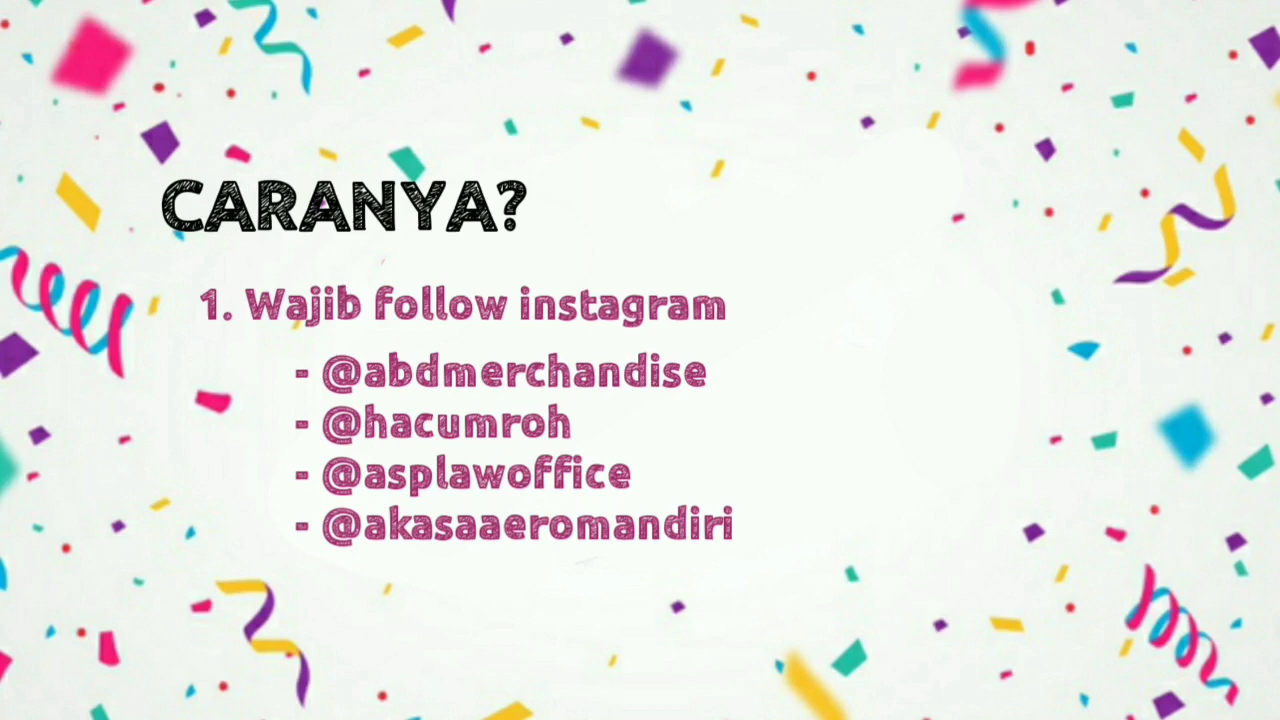 CARANYA?
1. Wajib follow instagram
- @abdmerchandise
- @hacumroh
- @asplawoffice
- @akasaaeromandiri